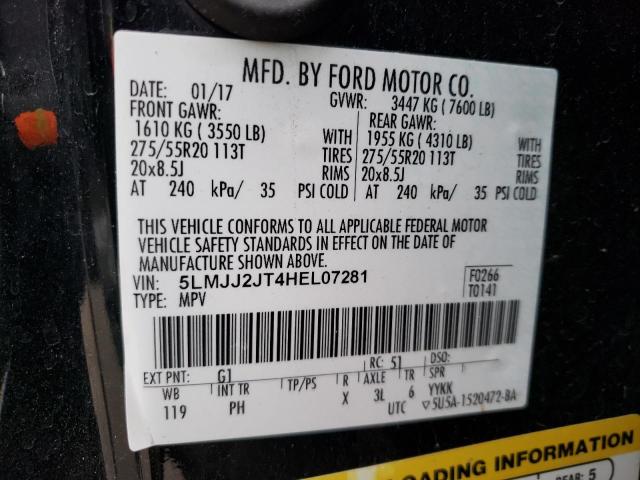 MFD. BY FORD MOTOR CO.
DATE: 01/17 GVWR: 3447 KG ( 7600 LB)
FRONT GAWR: REAR GAWR:
1610 KG ( 3550 LB) WITH 1955 KG ( 4310 LB) WITH
275/55R20 113T TIRES 275/55R20 113T TIRES
20x8.5J RIMS 20x8.5J RIMS
AT 240 kPa/ 35 PSI COLD AT 240 kPa/ 35 PSI COLD
THIS VEHICLE CONFORMS TO ALL APPLICABLE FEDERAL MOTOR
VEHICLE SAFETY STANDARDS IN EFFECT ON THE DATE OF
MANUFACTURE SHOWN ABOVE.
VIN: 5LMJJ2JT4HEL07281 F0266
TYPE: MPV T0141
EXT PNT: G1 RC: 51 DSO:
WB INT TR TP/PS R AXLE TR SPR
119 PH X 3L 6 YYKK
UTC ▽5U5A-1520472-BA
LOADING INFORMATION
REAR: 5